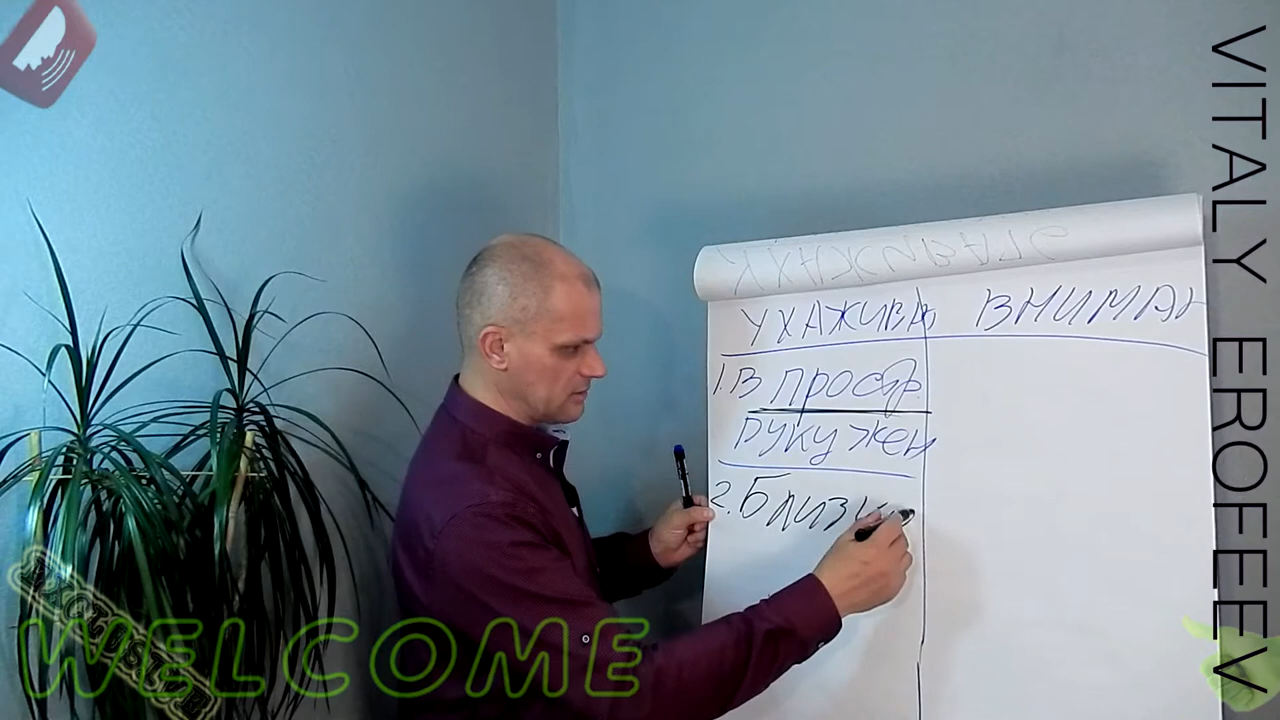 УХАЖИВА
ВНИМАН
1. В простр.
РУКУ ЖЕН
2. Близк
WELCOME
VITALY EROFEEV